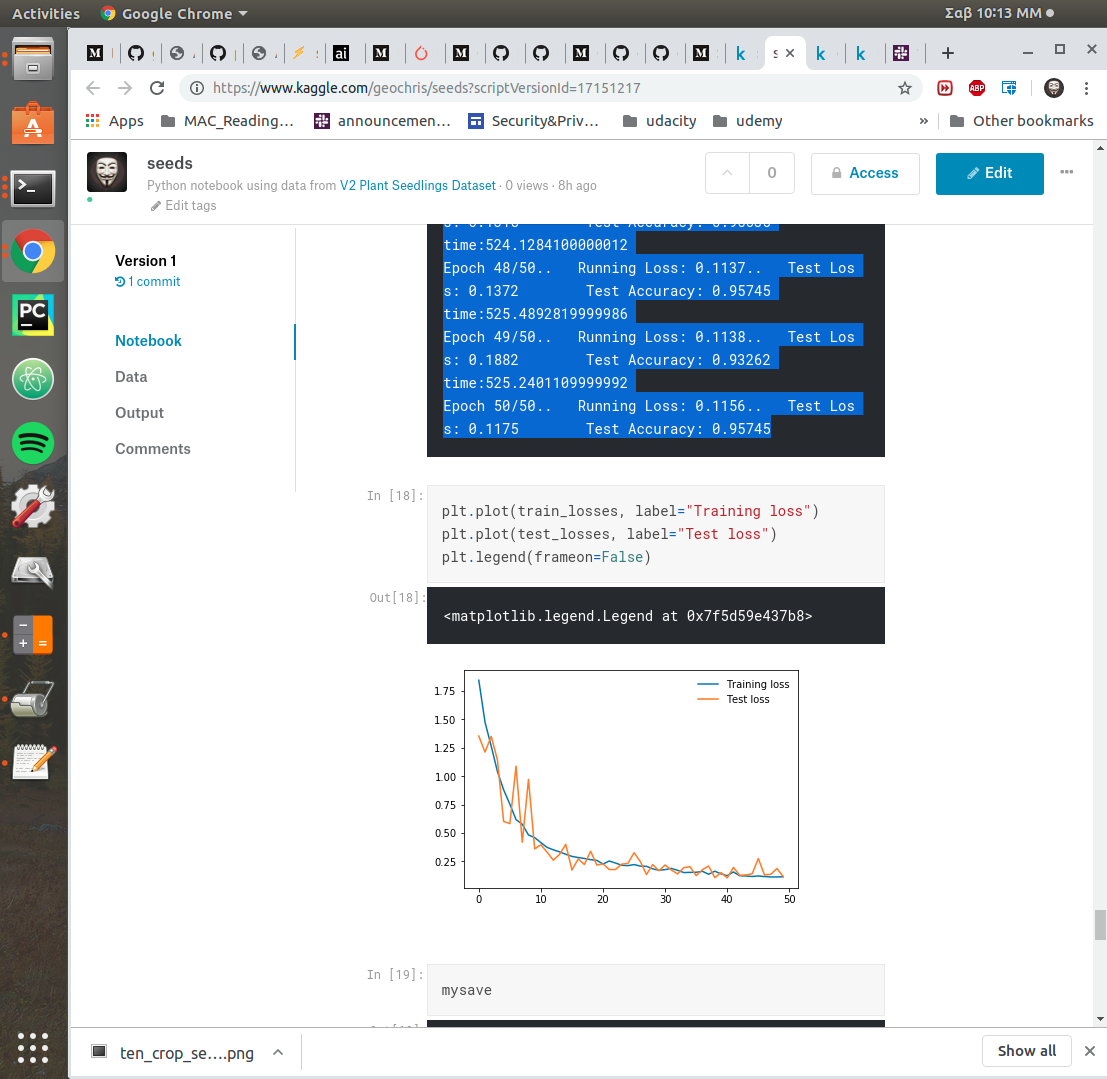 Activities
Google Chrome
Σαβ 10:13 ΜΜ
ai
https://www.kaggle.com/geochris/seeds?scriptVersionId=17151217
ABP
Apps
MAC_Reading...
announcemen...
Security&Priv...
udacity
udemy
»
Other bookmarks
seeds
Python notebook using data from V2 Plant Seedlings Dataset · 0 views · 8h ago
Edit tags
0
Access
Edit
Version 1
1 commit
Notebook
Data
Output
Comments
time:524.1284100000012
Epoch 48/50.. Running Loss: 0.1137.. Test Los
s: 0.1372 Test Accuracy: 0.95745
time:525.4892819999986
Epoch 49/50.. Running Loss: 0.1138.. Test Los
s: 0.1882 Test Accuracy: 0.93262
time:525.2401109999992
Epoch 50/50.. Running Loss: 0.1156.. Test Los
s: 0.1175 Test Accuracy: 0.95745
In [18]:
plt.plot(train_losses, label="Training loss")
plt.plot(test_losses, label="Test loss")
plt.legend(frameon=False)
Out[18]:
<matplotlib.legend.Legend at 0x7f5d59e437b8>
Training loss
Test loss
1.75
1.50
1.25
1.00
0.75
0.50
0.25
0 10 20 30 40 50
In [19]:
mysave
PC
ten_crop_se....png
Show all